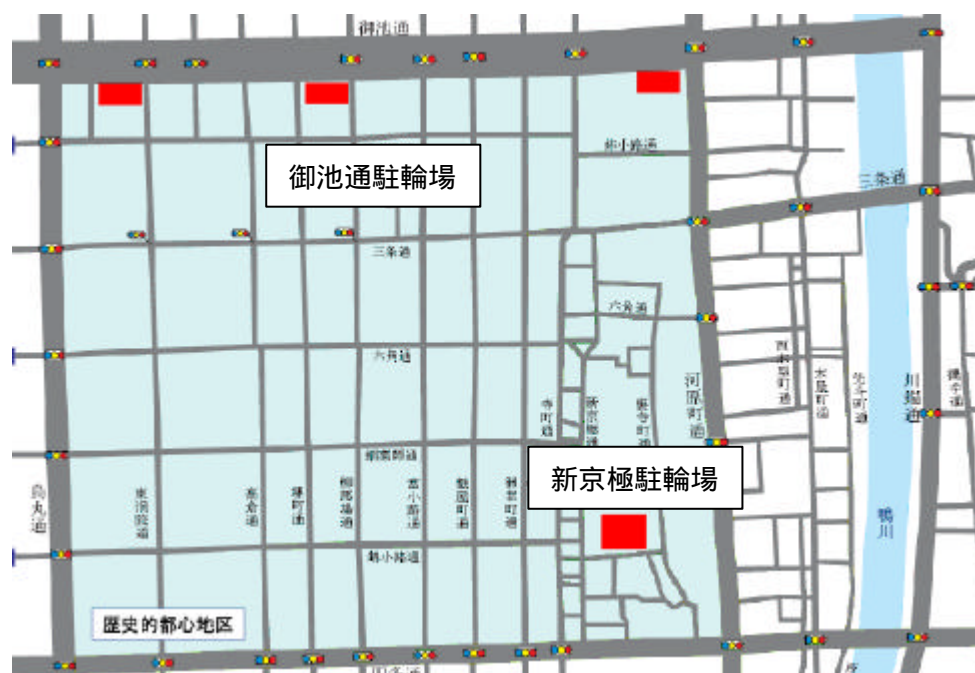 御池通
御池通駐輪場
姉小路通
三条通
三条通
六角通
六角通
寺町通
新京極通
裏寺町通
河原町通
西木屋町通
木屋町通
先斗町通
川端通
烏丸通
東洞院通
高倉通
堺町通
柳馬場通
富小路通
麩屋町通
御幸町通
蛸薬師通
新京極駐輪場
鴨川
錦小路通
歴史的都心地区
四条通